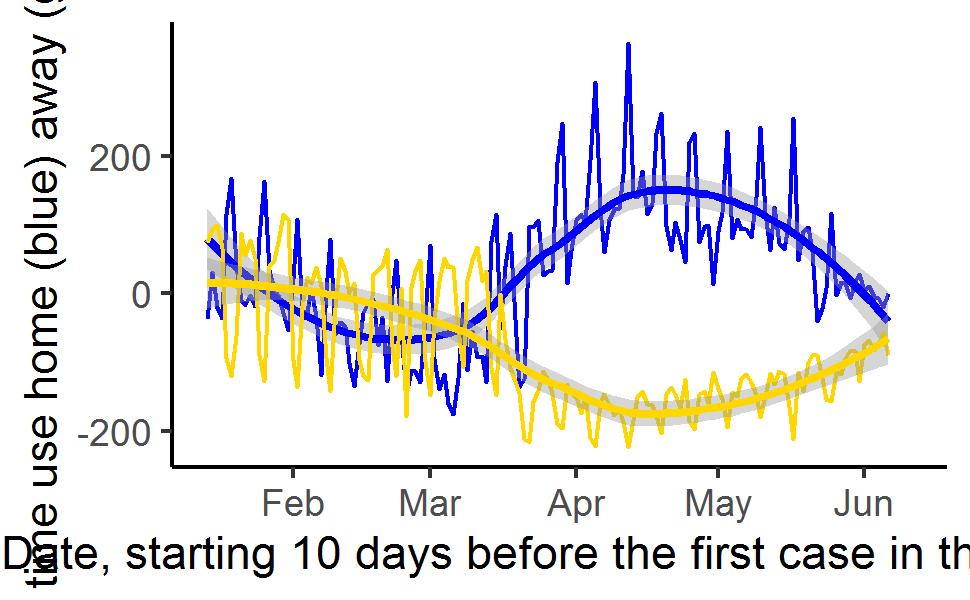 time use home (blue) away (
200
0
-200
Feb
Mar
Apr
May
Jun
Date, starting 10 days before the first case in th